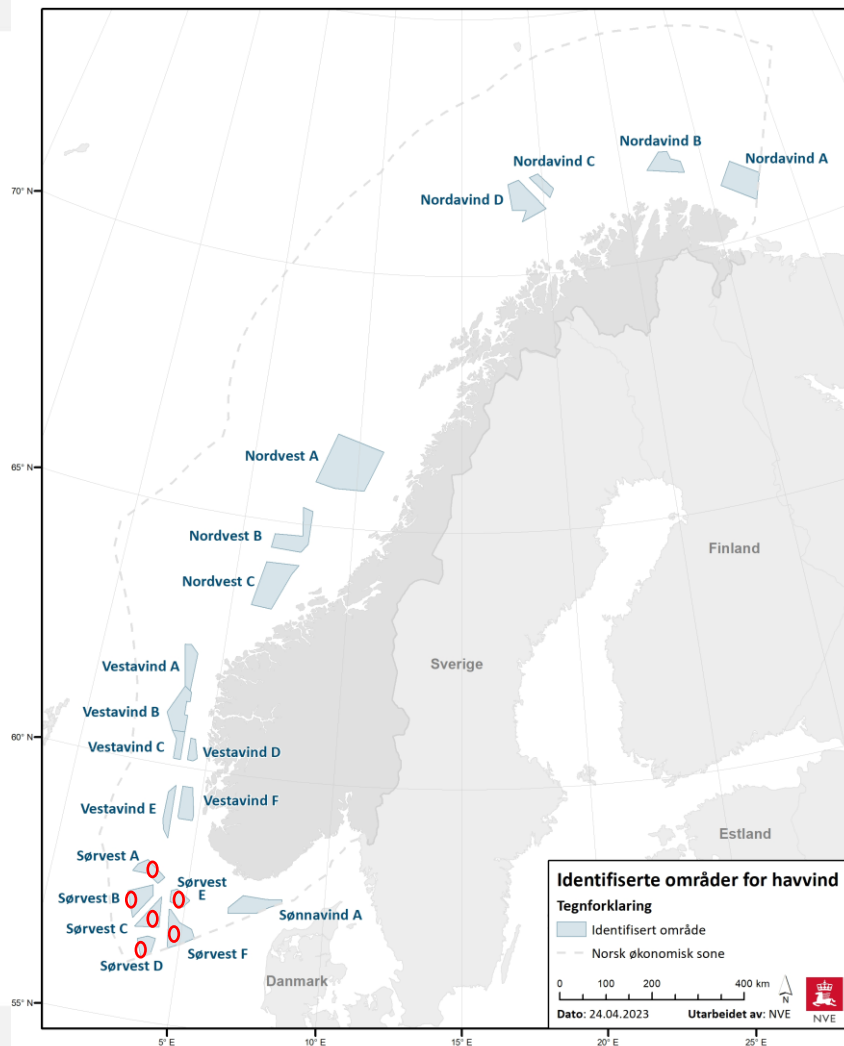 Nordavind B
Nordavind C
Nordavind A
Nordavind D
70° N
Nordvest A
65° N
Nordvest B
Finland
Nordvest C
Vestavind A
Sverige
Vestavind B
60° N
Vestavind C
Vestavind D
Vestavind E
Vestavind F
Estland
Sørvest A
Sørvest
E
Sørvest B
Sørvest C
Sønnavind A
Sørvest F
Sørvest D
Danmark
55° N
Identifiserte områder for havvind
Tegnforklaring
Identifisert område
Norsk økonomisk sone
0 100 200 400 km
N
Dato: 24.04.2023 Utarbeidet av: NVE
NVE
5° E 10° E 15° E 20° E 25° E